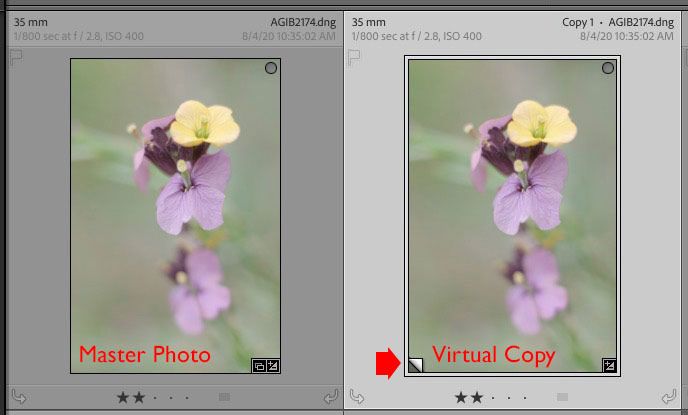 35 mm AGIB2174.dng
1/800 sec at f / 2.8, ISO 400 8/4/20 10:35:02 AM
Master Photo
35 mm Copy 1 • AGIB2174.dng
1/800 sec at f / 2.8, ISO 400 8/4/20 10:35:02 AM
Virtual Copy